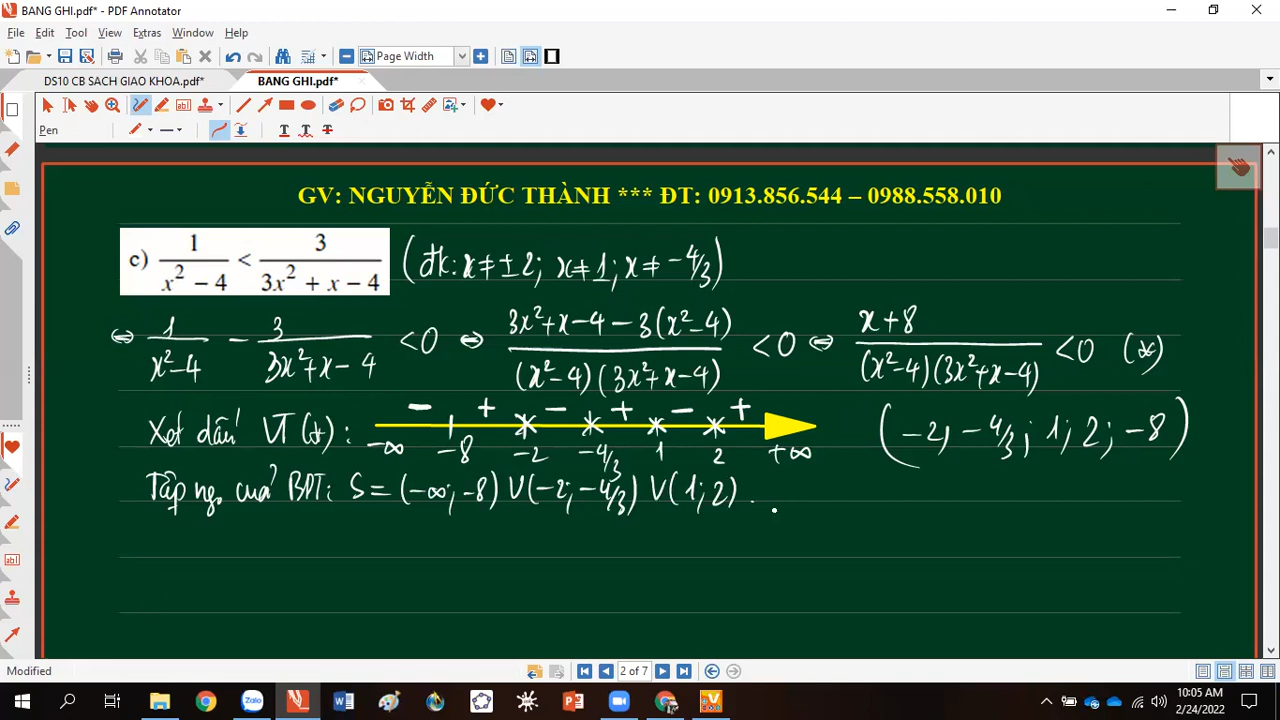 BANG GHI.pdf* - PDF Annotator
File Edit Tool View Extras Window Help
Page Width
DS10 CB SACH GIAO KHOA.pdf* BANG GHI.pdf*
Pen
GV: NGUYỄN ĐỨC THÀNH *** ĐT: 0913.856.544 – 0988.558.010
c) 1/(x² − 4) < 3/(3x² + x − 4) (đk: x ≠ ±2; x ≠ 1; x ≠ −4/3)
⇔ 1/(x²−4) − 3/(3x²+x−4) < 0 ⇔ (3x²+x−4 − 3(x²−4))/((x²−4)(3x²+x−4)) < 0 ⇔ (x+8)/((x²−4)(3x²+x−4)) < 0 (*)
− + − + − +
Xét dấu VT(*): −∞ −8 −2 −4/3 1 2 +∞ (−2; −4/3; 1; 2; −8)
Tập ng. của BPT: S = (−∞; −8) ∪ (−2; −4/3) ∪ (1; 2).
Modified 2 of 7
Zalo
10:05 AM
2/24/2022